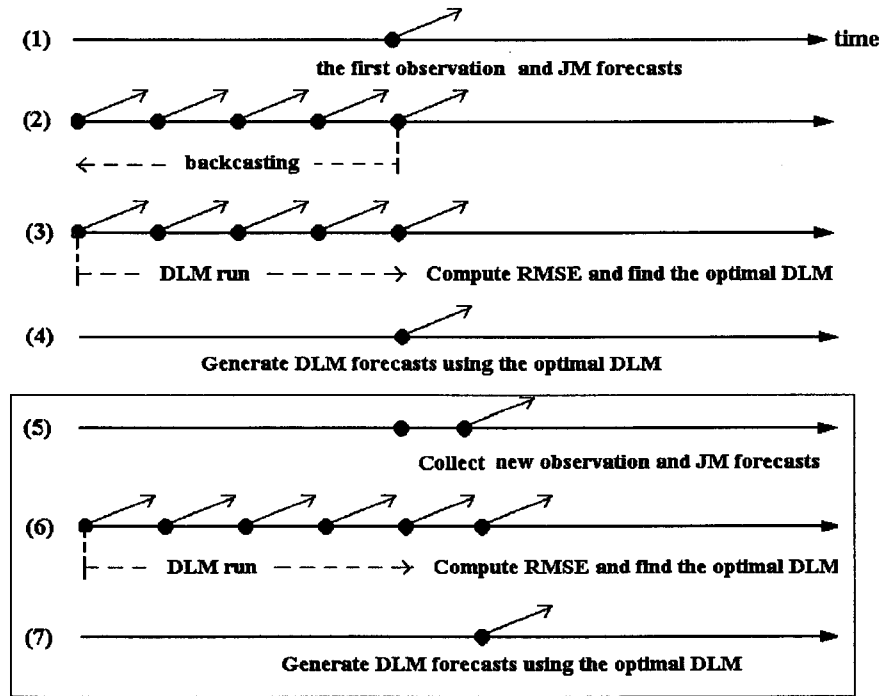 (1) time
the first observation and JM forecasts
(2)
backcasting
(3)
DLM run Compute RMSE and find the optimal DLM
(4)
Generate DLM forecasts using the optimal DLM
(5)
Collect new observation and JM forecasts
(6)
DLM run Compute RMSE and find the optimal DLM
(7)
Generate DLM forecasts using the optimal DLM